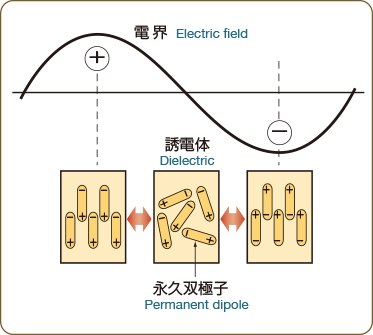 電界 Electric field
+
−
誘電体
Dielectric
永久双極子
Permanent dipole